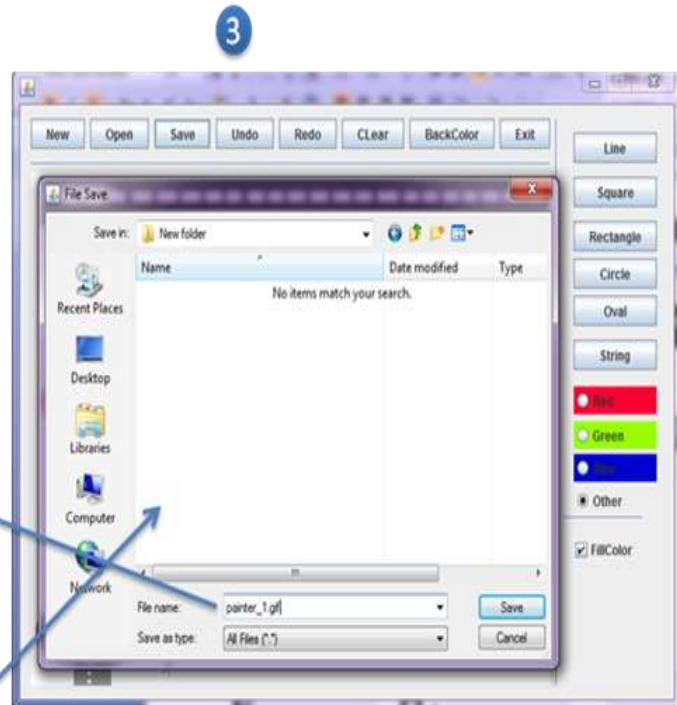 3
New Open Save Undo Redo CLear BackColor Exit
Line
Square
Rectangle
Circle
Oval
String
Red
Green
Blue
Other
FillColor
File Save
Save in: New folder
Name Date modified Type
No items match your search.
Recent Places
Desktop
Libraries
Computer
Network
File name: painter_1.gif Save
Save as type: All Files (*.*) Cancel